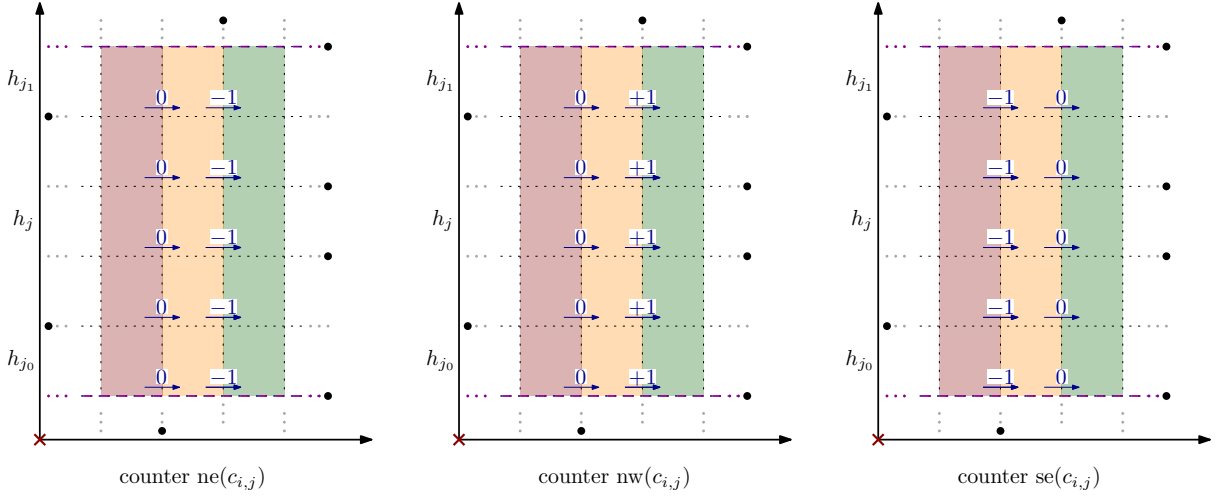 h_{j_1} h_{j_1} h_{j_1}
0 −1 0 +1 −1 0
0 −1 0 +1 −1 0
h_j h_j h_j
0 −1 0 +1 −1 0
0 −1 0 +1 −1 0
h_{j_0} h_{j_0} h_{j_0}
0 −1 0 +1 −1 0
counter ne(c_{i,j}) counter nw(c_{i,j}) counter se(c_{i,j})